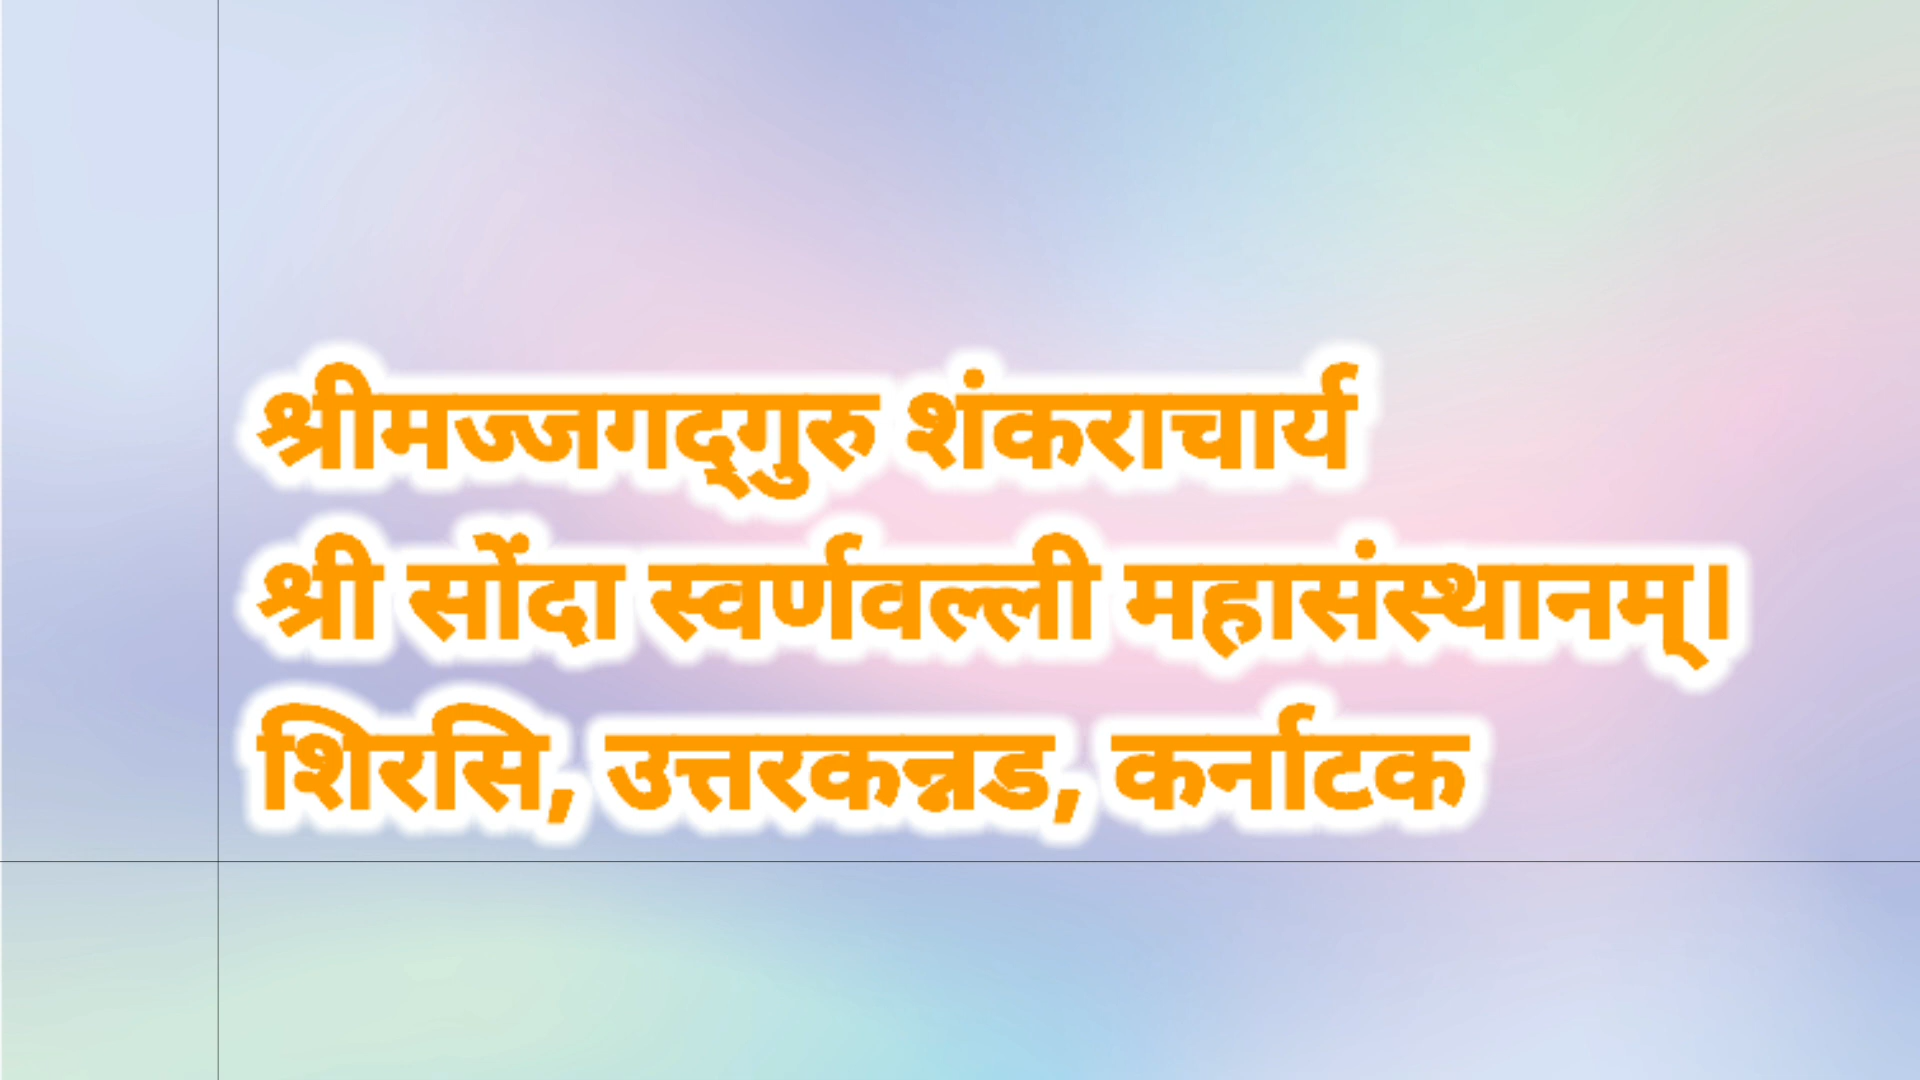 श्रीमज्जगद्‌गुरु शंकराचार्य
श्री सोंदा स्वर्णवल्ली महासंस्थानम्।
शिरसि, उत्तरकन्नड, कर्नाटक